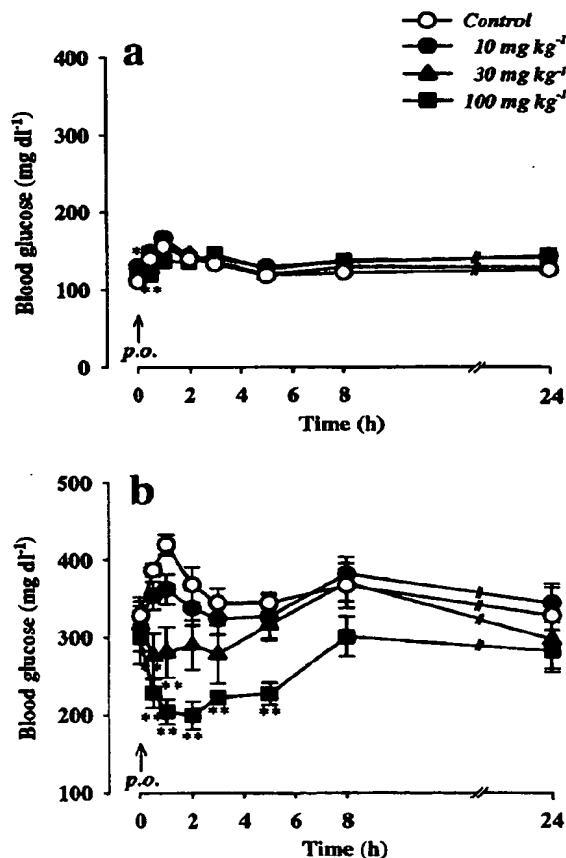 Control
10 mg kg⁻¹
30 mg kg⁻¹
100 mg kg⁻¹
a
Blood glucose (mg dl⁻¹)
400
300
200
100
0
*
**
p.o.
0 2 4 6 8 24
Time (h)
b
Blood glucose (mg dl⁻¹)
500
400
300
200
100
**
**
**
**
**
**
**
p.o.
0 2 4 6 8 24
Time (h)